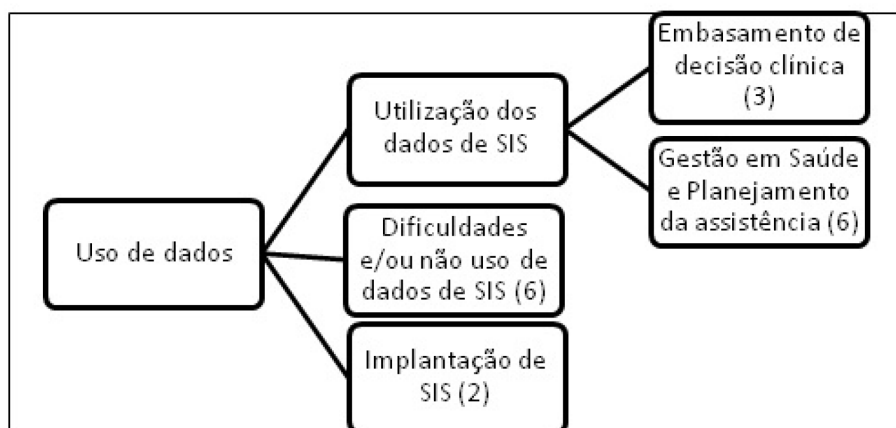 Uso de dados
Utilização dos
dados de SIS
Embasamento de
decisão clínica
(3)
Gestão em Saúde
e Planejamento
da assistência (6)
Dificuldades
e/ou não uso de
dados de SIS (6)
Implantação de
SIS (2)